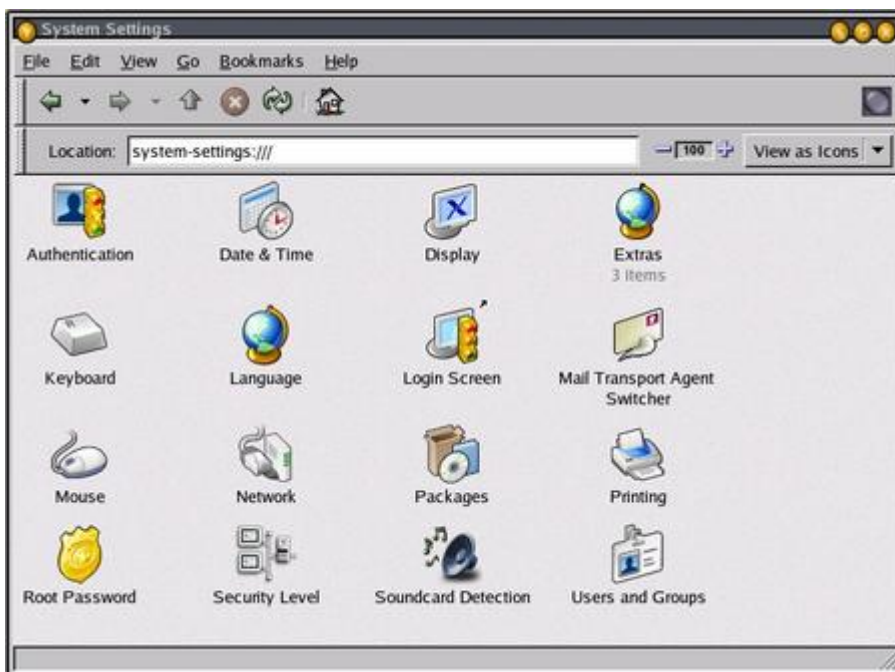 System Settings
File Edit View Go Bookmarks Help
Location: system-settings:/// 100 View as Icons
Authentication Date & Time Display Extras
3 items
Keyboard Language Login Screen Mail Transport Agent
Switcher
Mouse Network Packages Printing
Root Password Security Level Soundcard Detection Users and Groups